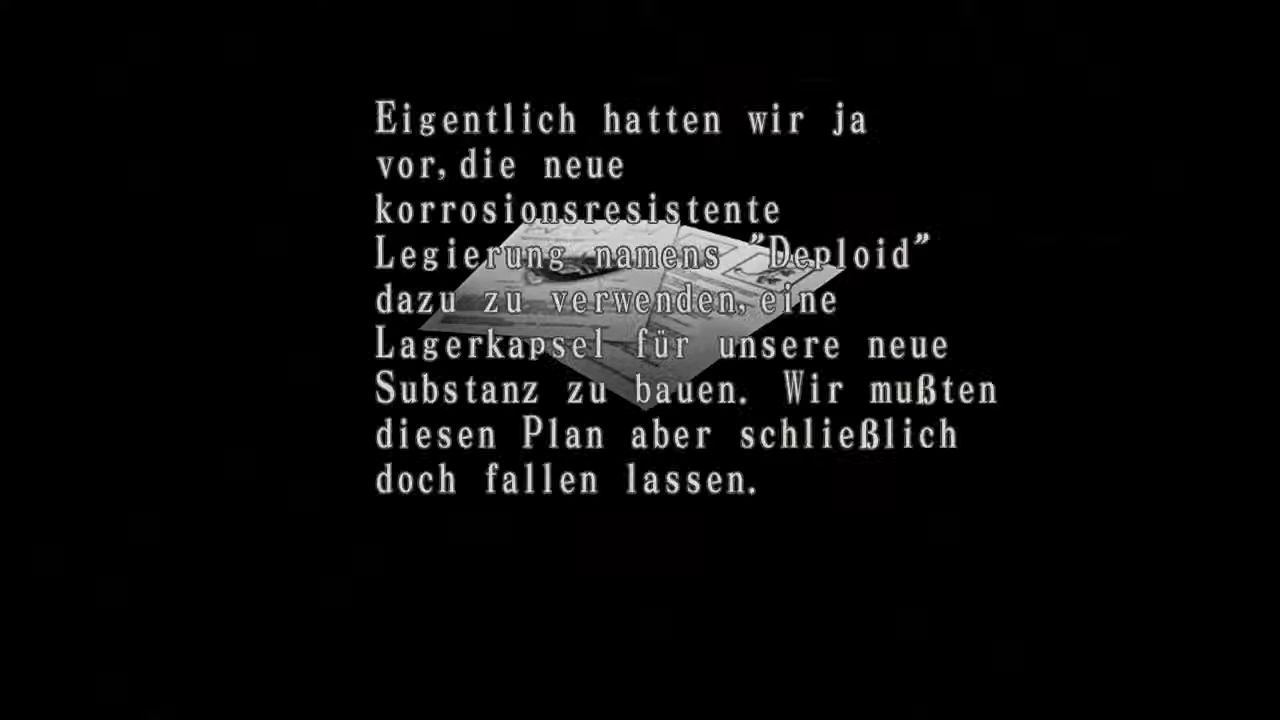 Eigentlich hatten wir ja
vor, die neue
korrosionsresistente
Legierung namens "Deploid"
dazu zu verwenden, eine
Lagerkapsel für unsere neue
Substanz zu bauen. Wir mußten
diesen Plan aber schließlich
doch fallen lassen.